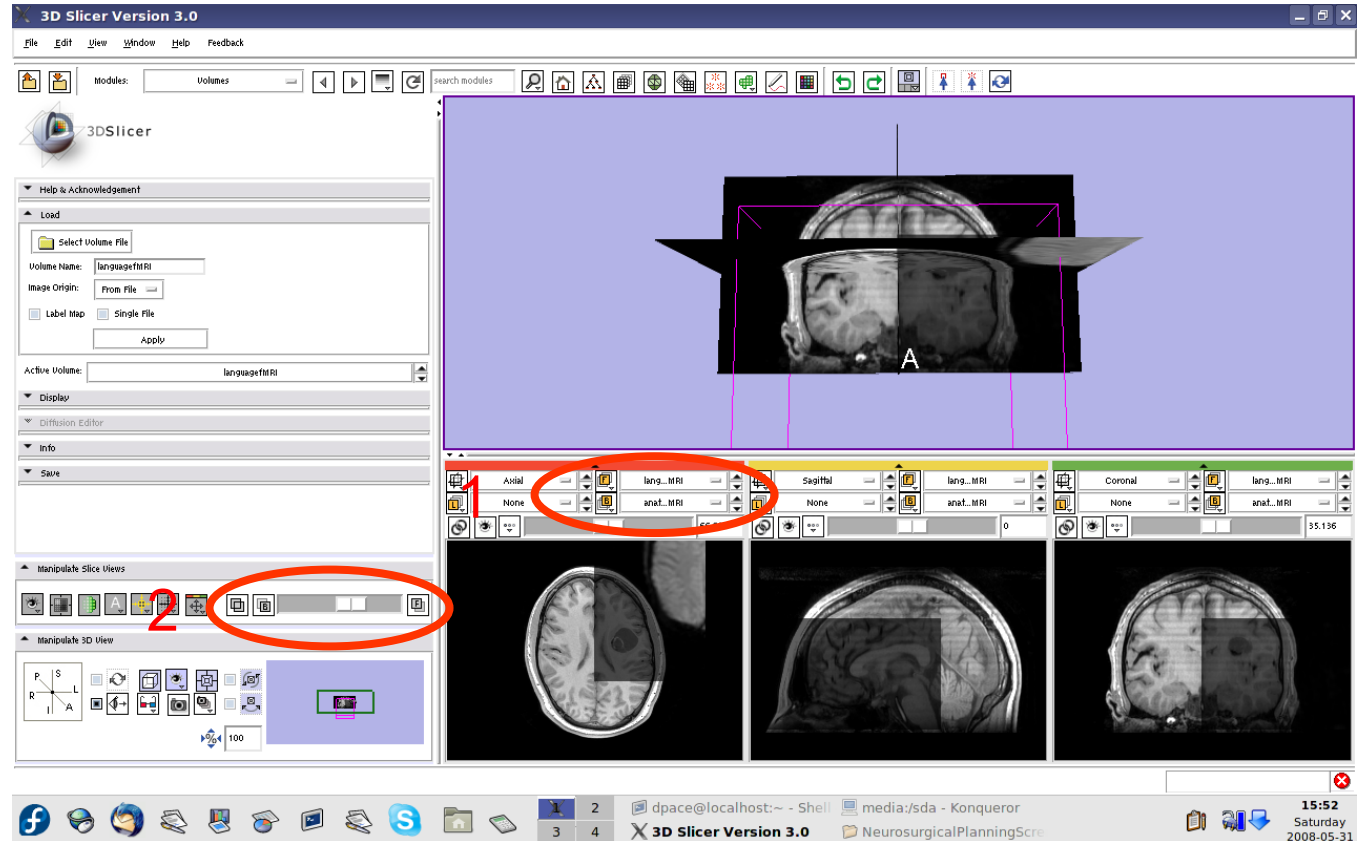 3D Slicer Version 3.0
File Edit View Window Help Feedback
Modules: Volumes search modules
3DSlicer
Help & Acknowledgement
Load
Select Volume File
Volume Name: languagefMRI
Image Origin: From File
Label Map Single File
Apply
Active Volume: languagefMRI
Display
Diffusion Editor
Info
Save
A
1
Axial F lang...MRI Sagittal F lang...MRI Coronal F lang...MRI
L None B anat...MRI L None B anat...MRI L None B anat...MRI
0 35.136
Manipulate Slice Views
A 2 B F
Manipulate 3D View
P S
R L
I A
% 100
1 2 dpace@localhost:~ - Shell media:/sda - Konqueror
3 4 3D Slicer Version 3.0 NeurosurgicalPlanningScre
15:52
Saturday
2008-05-31